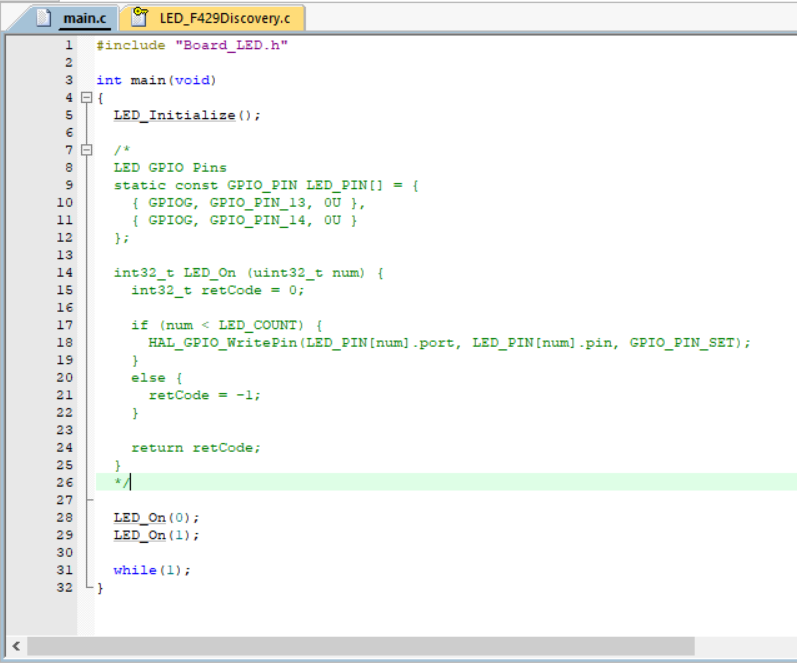 main.c LED_F429Discovery.c
1 #include "Board_LED.h"
2
3 int main(void)
4 {
5 LED_Initialize();
6
7 /*
8 LED GPIO Pins
9 static const GPIO_PIN LED_PIN[] = {
10 { GPIOG, GPIO_PIN_13, 0U },
11 { GPIOG, GPIO_PIN_14, 0U }
12 };
13
14 int32_t LED_On (uint32_t num) {
15 int32_t retCode = 0;
16
17 if (num < LED_COUNT) {
18 HAL_GPIO_WritePin(LED_PIN[num].port, LED_PIN[num].pin, GPIO_PIN_SET);
19 }
20 else {
21 retCode = -1;
22 }
23
24 return retCode;
25 }
26 */
27
28 LED_On(0);
29 LED_On(1);
30
31 while(1);
32 }